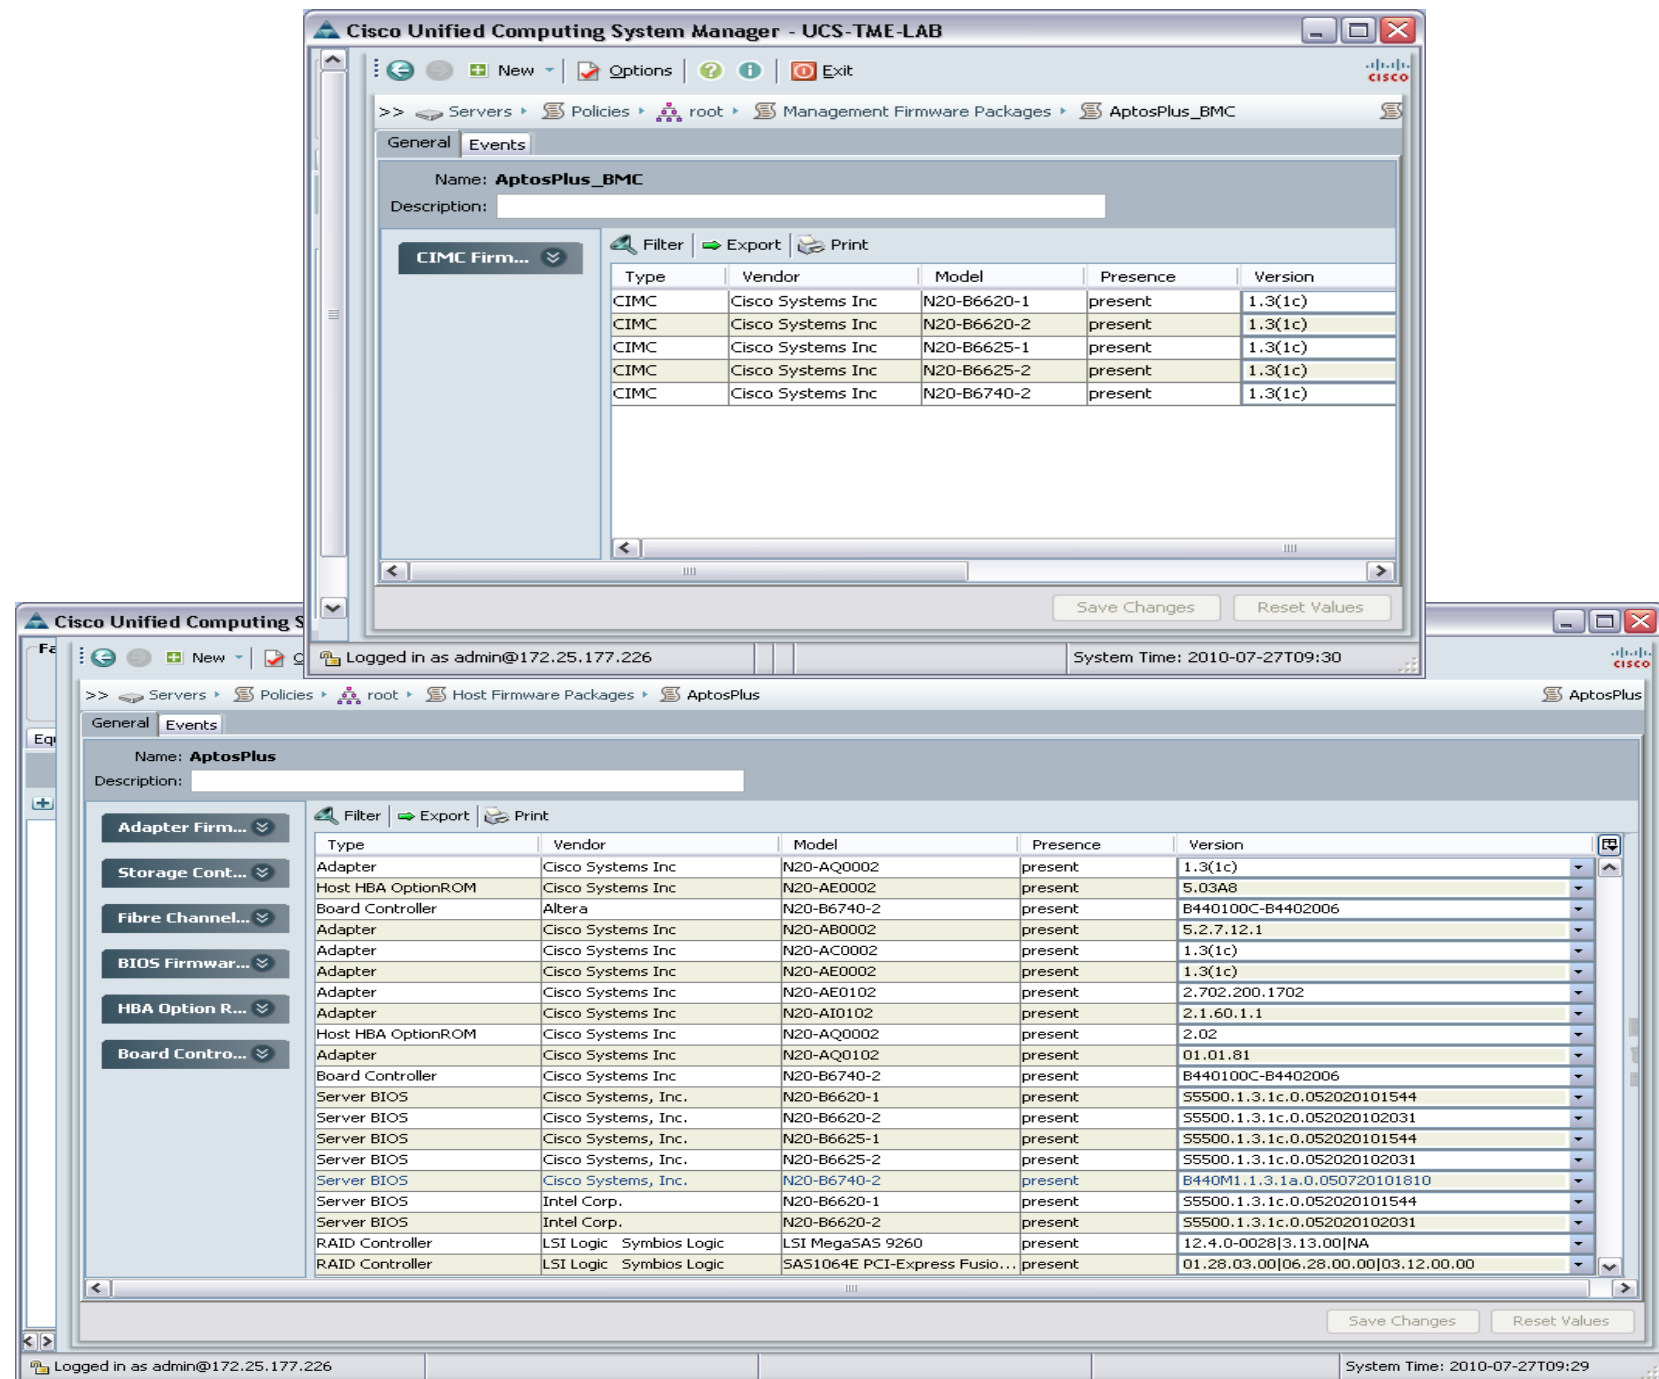 Cisco Unified Computing System Manager - UCS-TME-LAB
New Options Exit
cisco
>> Servers Policies root Management Firmware Packages AptosPlus_BMC
General Events
Name: AptosPlus_BMC
Description:
CIMC Firm...
Filter Export Print
Type Vendor Model Presence Version
CIMC Cisco Systems Inc N20-B6620-1 present 1.3(1c)
CIMC Cisco Systems Inc N20-B6620-2 present 1.3(1c)
CIMC Cisco Systems Inc N20-B6625-1 present 1.3(1c)
CIMC Cisco Systems Inc N20-B6625-2 present 1.3(1c)
CIMC Cisco Systems Inc N20-B6740-2 present 1.3(1c)
Save Changes Reset Values
Logged in as admin@172.25.177.226 System Time: 2010-07-27T09:30
Cisco Unified Computing S
Fa New O
cisco
>> Servers Policies root Host Firmware Packages AptosPlus AptosPlus
General Events
Equ
Name: AptosPlus
Description:
Adapter Firm...
Storage Cont...
Fibre Channel...
BIOS Firmwar...
HBA Option R...
Board Contro...
Filter Export Print
Type Vendor Model Presence Version
Adapter Cisco Systems Inc N20-AQ0002 present 1.3(1c)
Host HBA OptionROM Cisco Systems Inc N20-AE0002 present 5.03A8
Board Controller Altera N20-B6740-2 present B440100C-B4402006
Adapter Cisco Systems Inc N20-AB0002 present 5.2.7.12.1
Adapter Cisco Systems Inc N20-AC0002 present 1.3(1c)
Adapter Cisco Systems Inc N20-AE0002 present 1.3(1c)
Adapter Cisco Systems Inc N20-AE0102 present 2.702.200.1702
Adapter Cisco Systems Inc N20-AI0102 present 2.1.60.1.1
Host HBA OptionROM Cisco Systems Inc N20-AQ0002 present 2.02
Adapter Cisco Systems Inc N20-AQ0102 present 01.01.81
Board Controller Cisco Systems Inc N20-B6740-2 present B440100C-B4402006
Server BIOS Cisco Systems, Inc. N20-B6620-1 present S5500.1.3.1c.0.052020101544
Server BIOS Cisco Systems, Inc. N20-B6620-2 present S5500.1.3.1c.0.052020102031
Server BIOS Cisco Systems, Inc. N20-B6625-1 present S5500.1.3.1c.0.052020101544
Server BIOS Cisco Systems, Inc. N20-B6625-2 present S5500.1.3.1c.0.052020102031
Server BIOS Cisco Systems, Inc. N20-B6740-2 present B440M1.1.3.1a.0.050720101810
Server BIOS Intel Corp. N20-B6620-1 present S5500.1.3.1c.0.052020101544
Server BIOS Intel Corp. N20-B6620-2 present S5500.1.3.1c.0.052020102031
RAID Controller LSI Logic Symbios Logic LSI MegaSAS 9260 present 12.4.0-0028|3.13.00|NA
RAID Controller LSI Logic Symbios Logic SAS1064E PCI-Express Fusio... present 01.28.03.00|06.28.00.00|03.12.00.00
Save Changes Reset Values
Logged in as admin@172.25.177.226 System Time: 2010-07-27T09:29